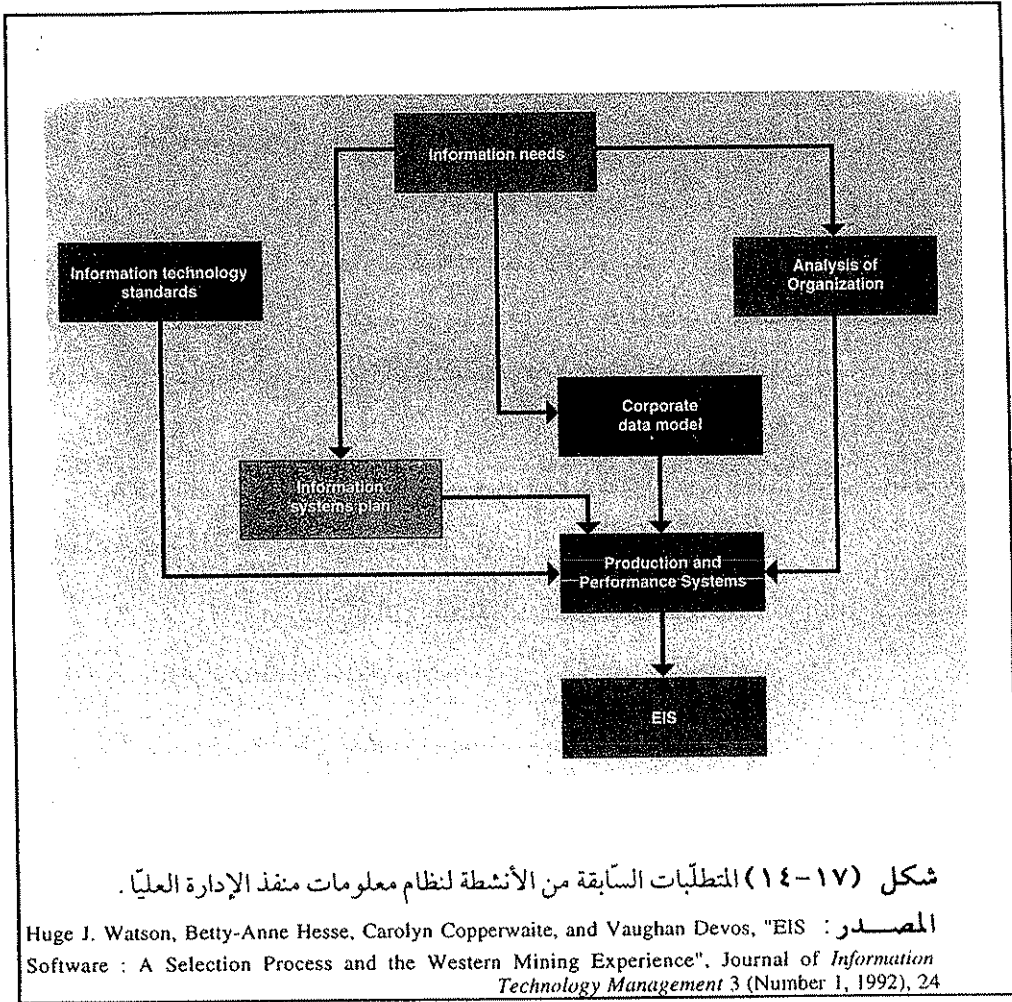 Information needs
Information technology
standards
Analysis of
Organization
Corporate
data model
Information
systems plan
Production and
Performance Systems
EIS
شكل (١٧-١٤) المتطلّبات السّابقة من الأنشطة لنظام معلومات منفذ الإدارة العليّا .
المصــدر : Huge J. Watson, Betty-Anne Hesse, Carolyn Copperwaite, and Vaughan Devos, "EIS
Software : A Selection Process and the Western Mining Experience", Journal of Information
Technology Management 3 (Number 1, 1992), 24